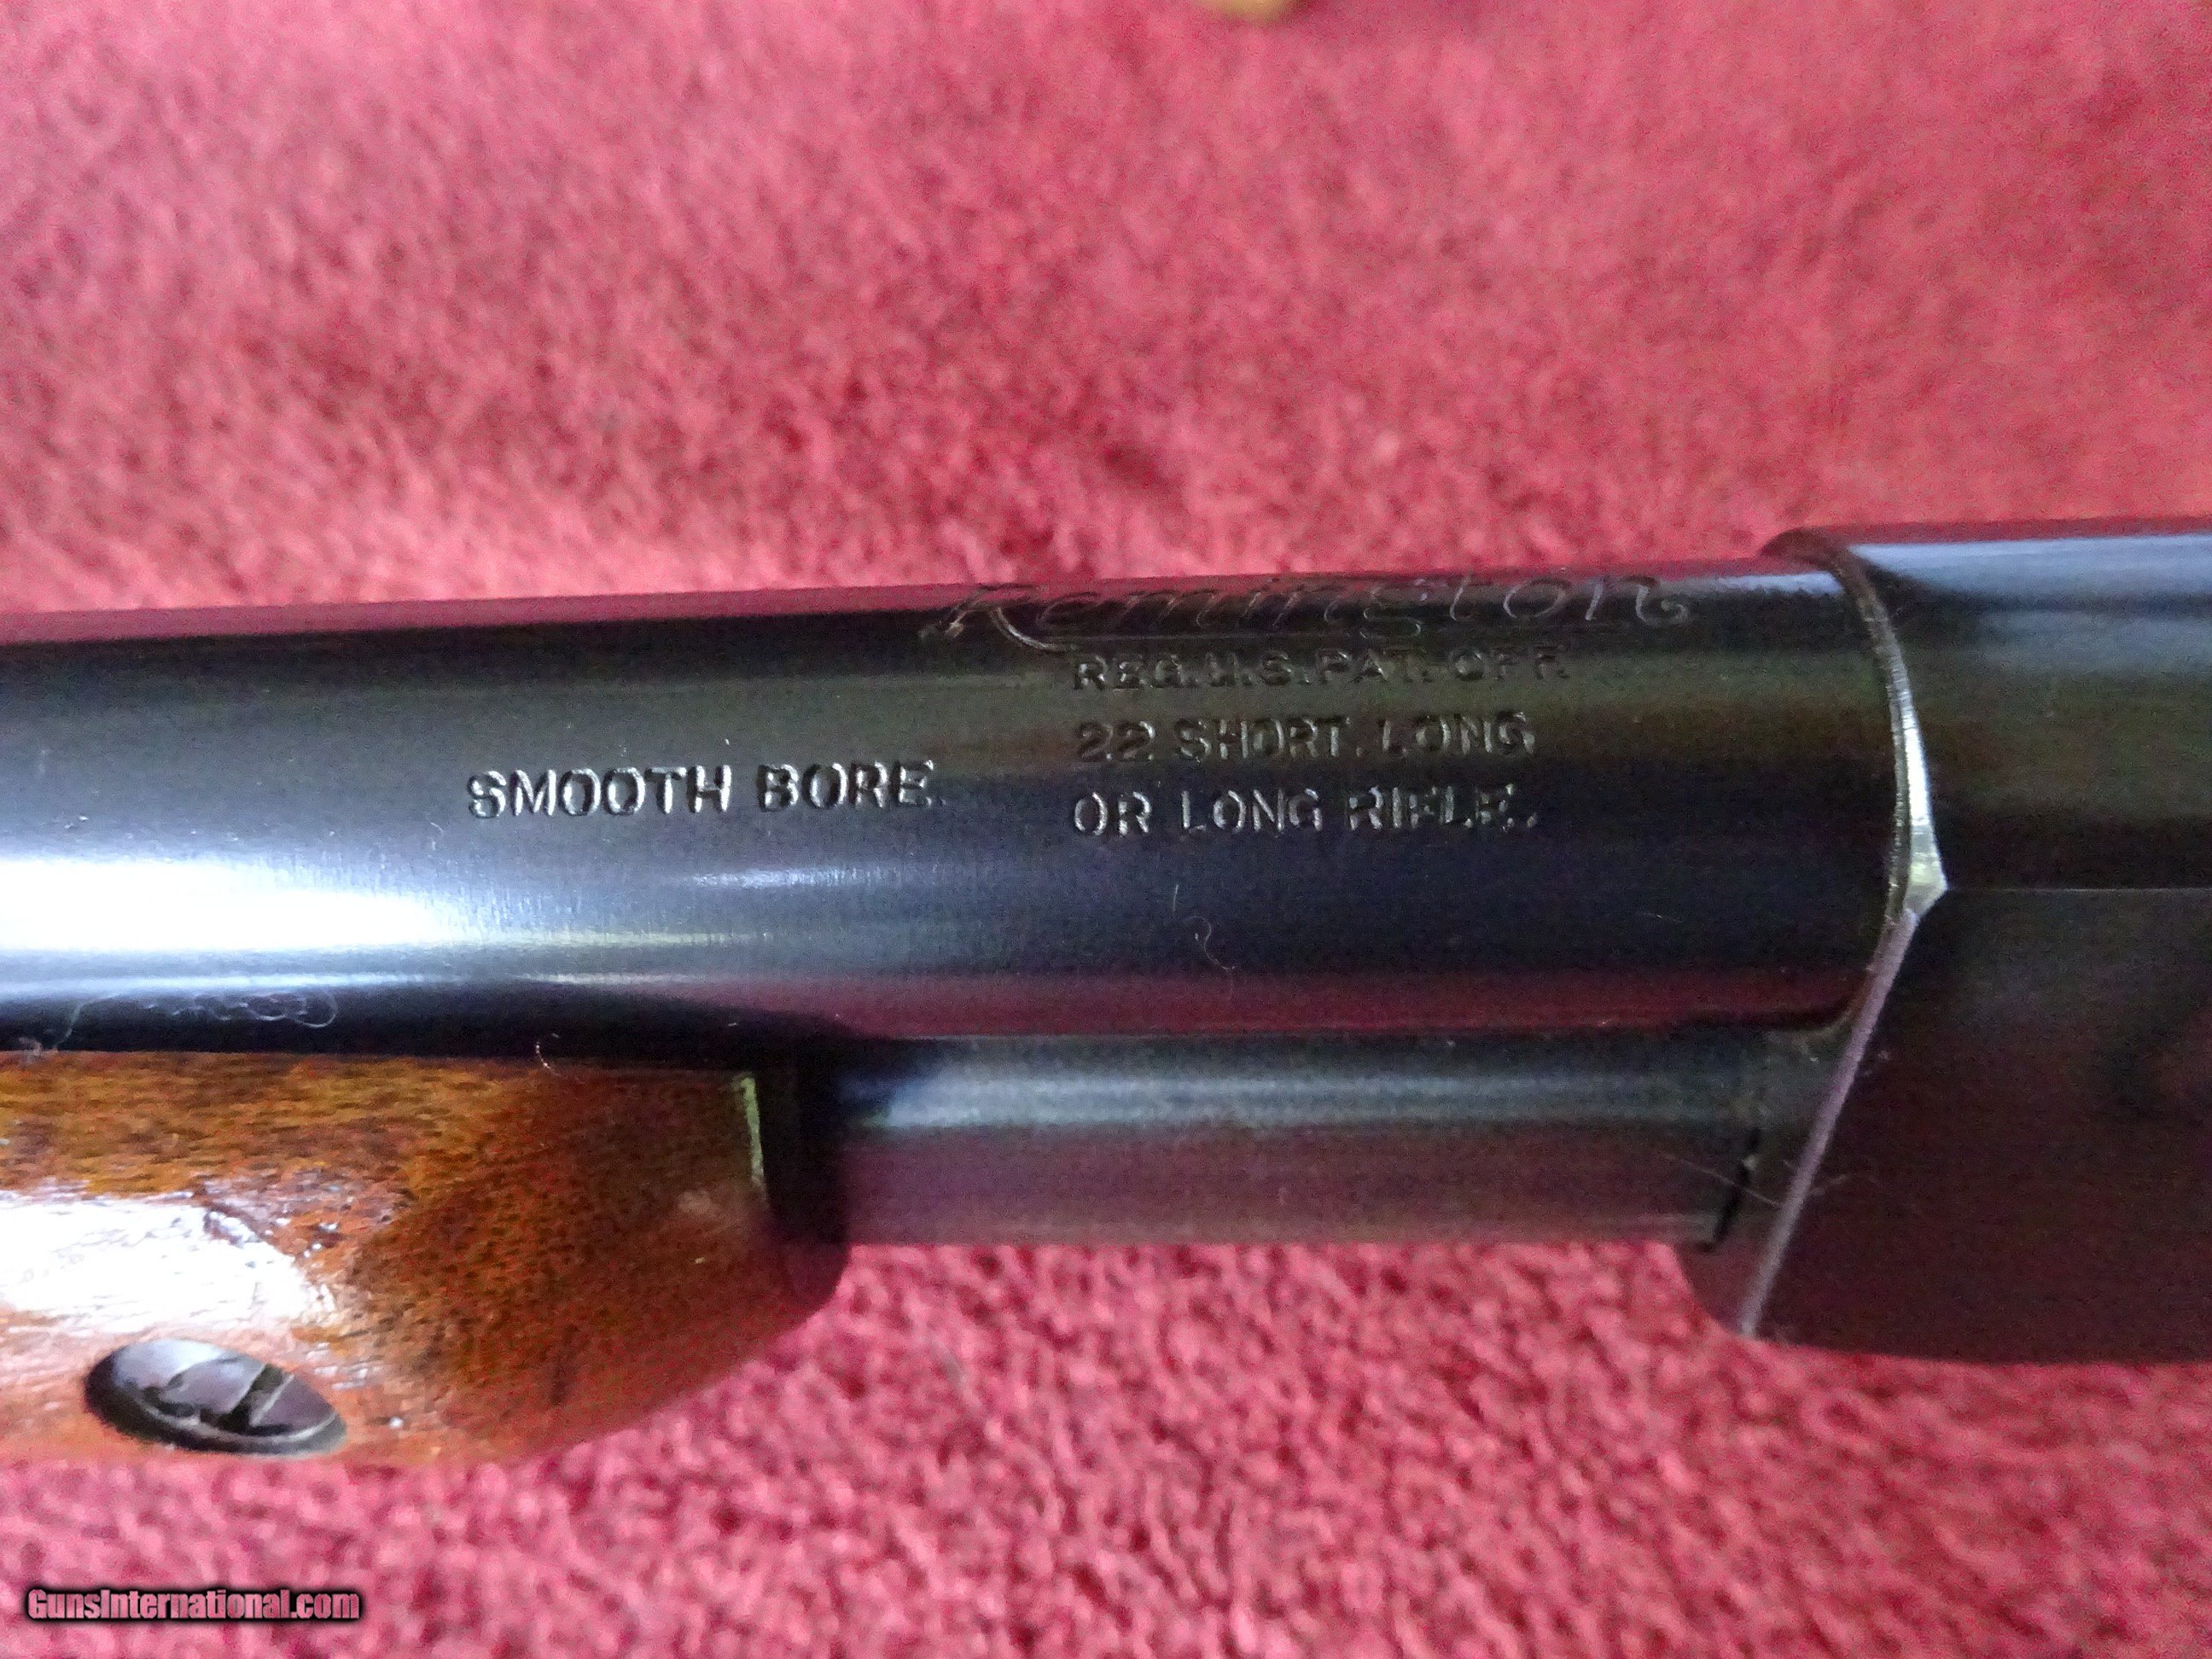 Remington
REG. U.S. PAT. OFF.
22 SHORT. LONG
SMOOTH BORE.
OR LONG RIFLE.
GunsInternational.com